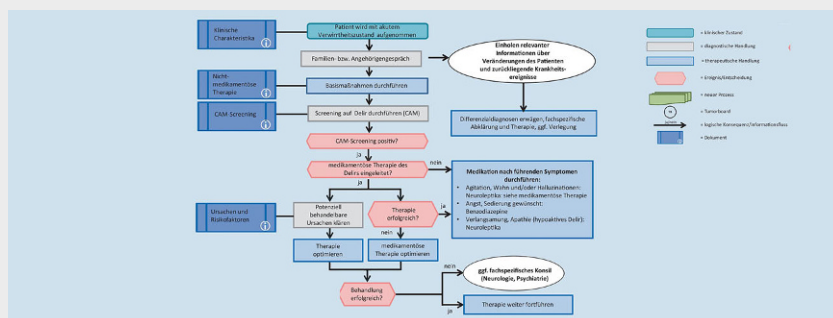 Klinische
Charakteristika
Patient wird mit akutem
Verwirrtheitszustand aufgenommen
Familien- bzw. Angehörigengespräch
Einholen relevanter
Informationen über
Veränderungen des Patienten
und zurückliegende Krankheits-
ereignisse
Nicht-
medikamentöse
Therapie
Basismaßnahmen durchführen
CAM-Screening
Screening auf Delir durchführen (CAM)
Differenzialdiagnosen erwägen, fachspezifische
Abklärung und Therapie, ggf. Verlegung
CAM-Screening positiv?
ja
medikamentöse Therapie des
Delirs eingeleitet?
nein
ja
Medikation nach führenden Symptomen
durchführen:
• Agitation, Wahn und/oder Halluzinationen:
Neuroleptika: siehe medikamentöse Therapie
• Angst, Sedierung gewünscht:
Benzodiazepine
• Verlangsamung, Apathie (hypoaktives Delir):
Neuroleptika
Ursachen und
Risikofaktoren
Potenziell
behandelbare
Ursachen klären
Therapie
erfolgreich?
ja
nein
Therapie
optimieren
medikamentöse
Therapie optimieren
Behandlung
erfolgreich?
nein
ggf. fachspezifisches Konsil
(Neurologie, Psychiatrie)
ja
Therapie weiter fortführen
= klinischer Zustand
= diagnostische Handlung
= therapeutische Handlung
= Ereignis/Entscheidung
= neuer Prozess
= Tumorboard
= logische Konsequenz/Informationsfluss
= Dokument